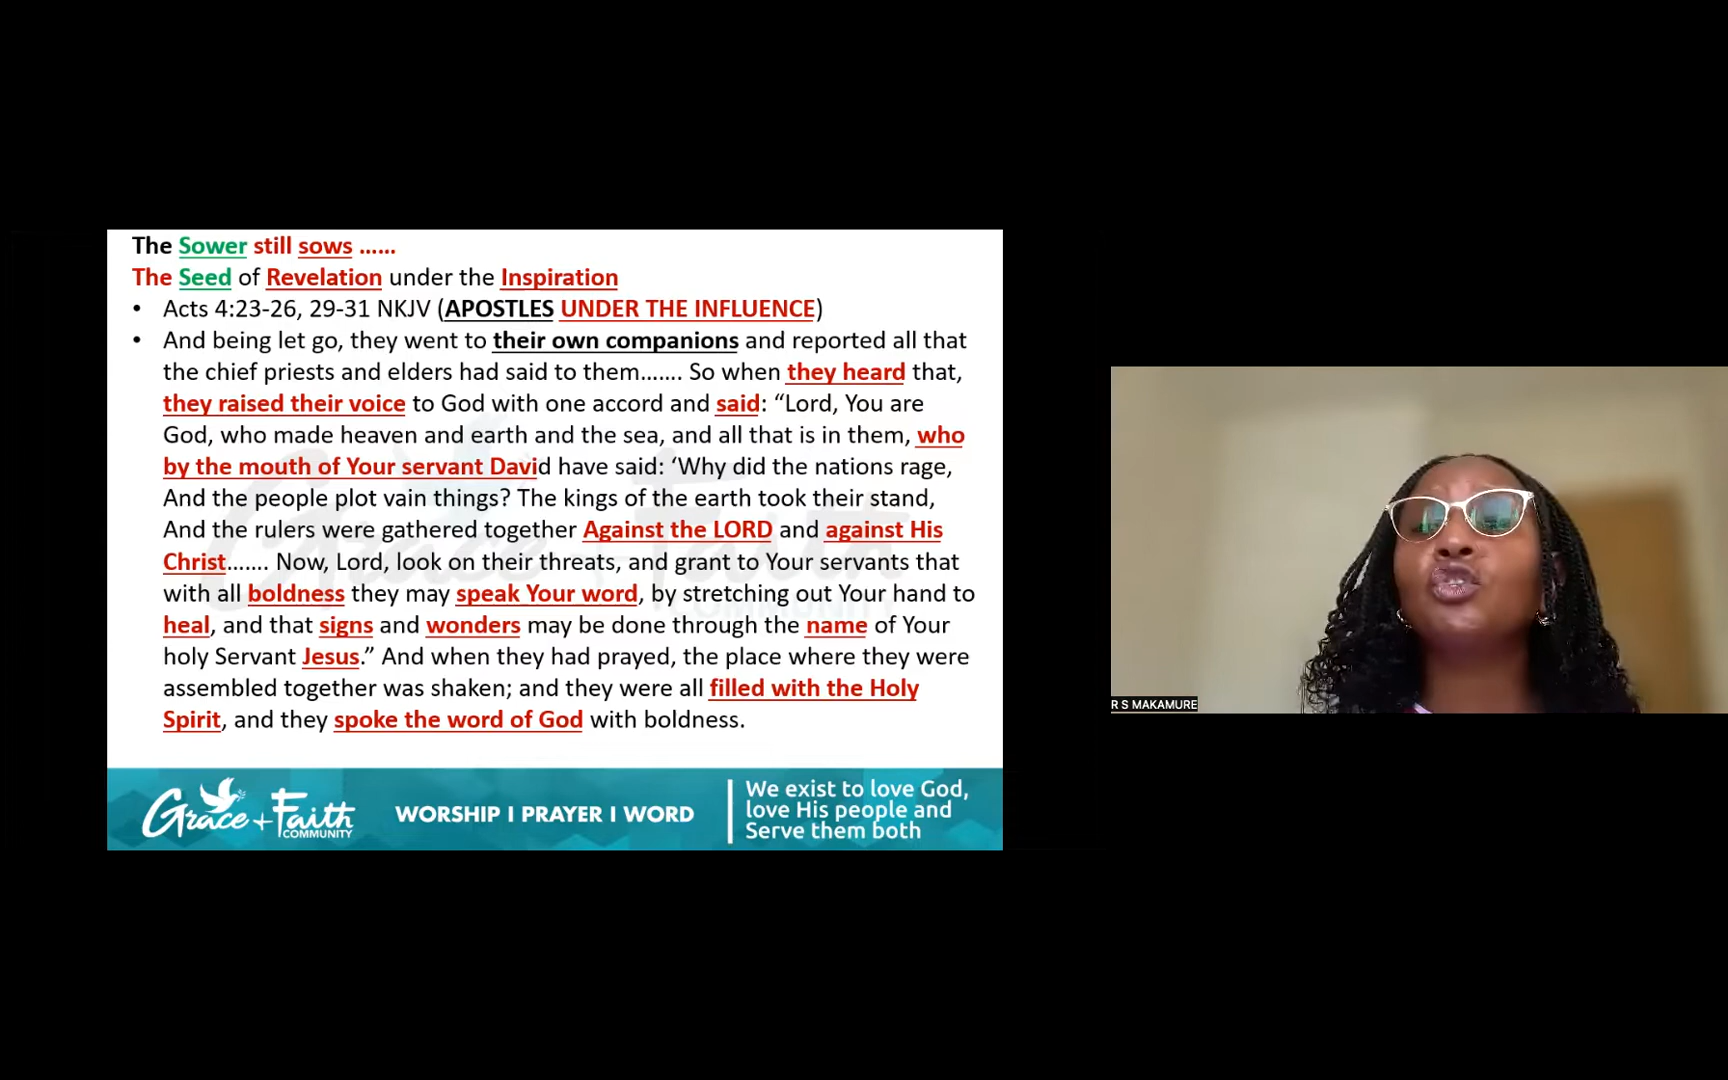 The Sower still sows ......
The Seed of Revelation under the Inspiration
• Acts 4:23-26, 29-31 NKJV (APOSTLES UNDER THE INFLUENCE)
• And being let go, they went to their own companions and reported all that
the chief priests and elders had said to them....... So when they heard that,
they raised their voice to God with one accord and said: “Lord, You are
God, who made heaven and earth and the sea, and all that is in them, who
by the mouth of Your servant David have said: ‘Why did the nations rage,
And the people plot vain things? The kings of the earth took their stand,
And the rulers were gathered together Against the LORD and against His
Christ....... Now, Lord, look on their threats, and grant to Your servants that
with all boldness they may speak Your word, by stretching out Your hand to
heal, and that signs and wonders may be done through the name of Your
holy Servant Jesus.” And when they had prayed, the place where they were
assembled together was shaken; and they were all filled with the Holy
Spirit, and they spoke the word of God with boldness.
Grace + Faith
COMMUNITY
WORSHIP I PRAYER I WORD
We exist to love God,
love His people and
Serve them both
R S MAKAMURE